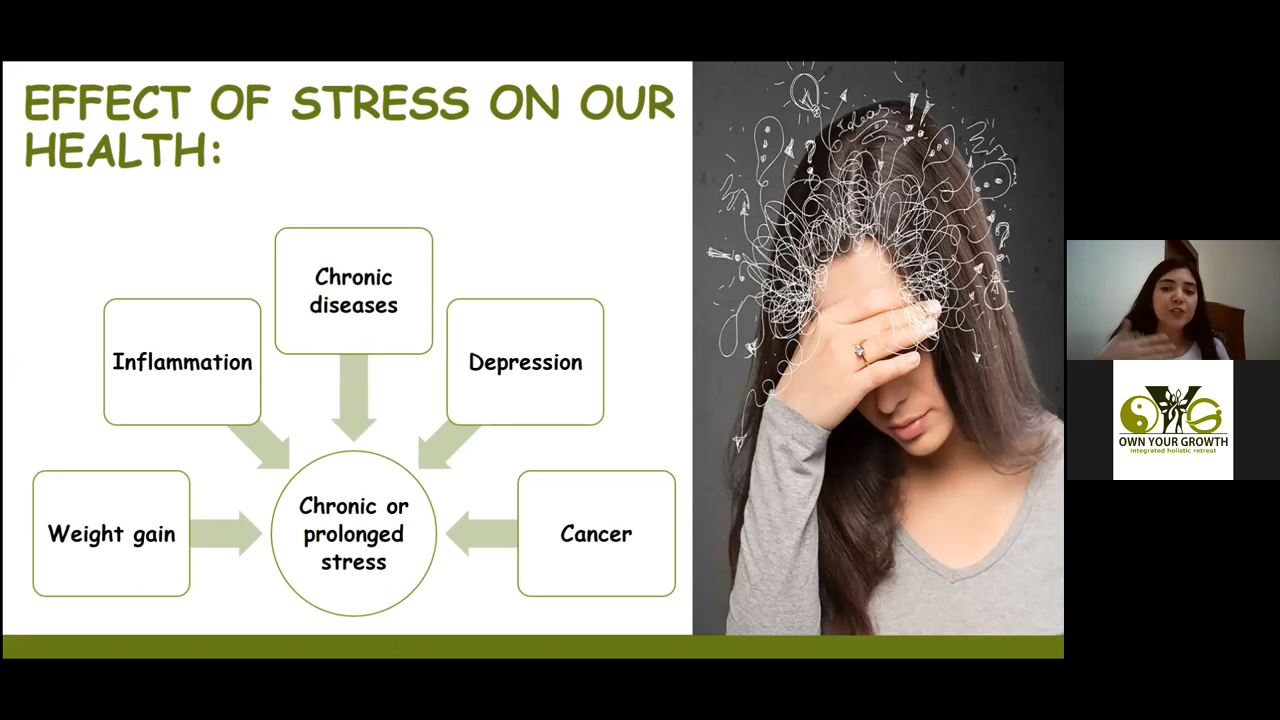 EFFECT OF STRESS ON OUR
HEALTH:
Chronic
diseases
Inflammation
Depression
Weight gain
Chronic or
prolonged
stress
Cancer
Ideas
OWN YOUR GROWTH
integrated holistic retreat